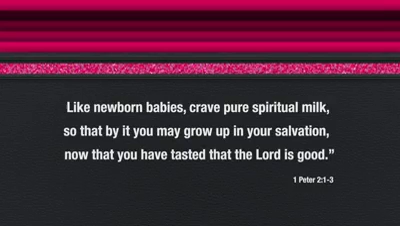 Like newborn babies, crave pure spiritual milk,
so that by it you may grow up in your salvation,
now that you have tasted that the Lord is good.”
1 Peter 2:1-3